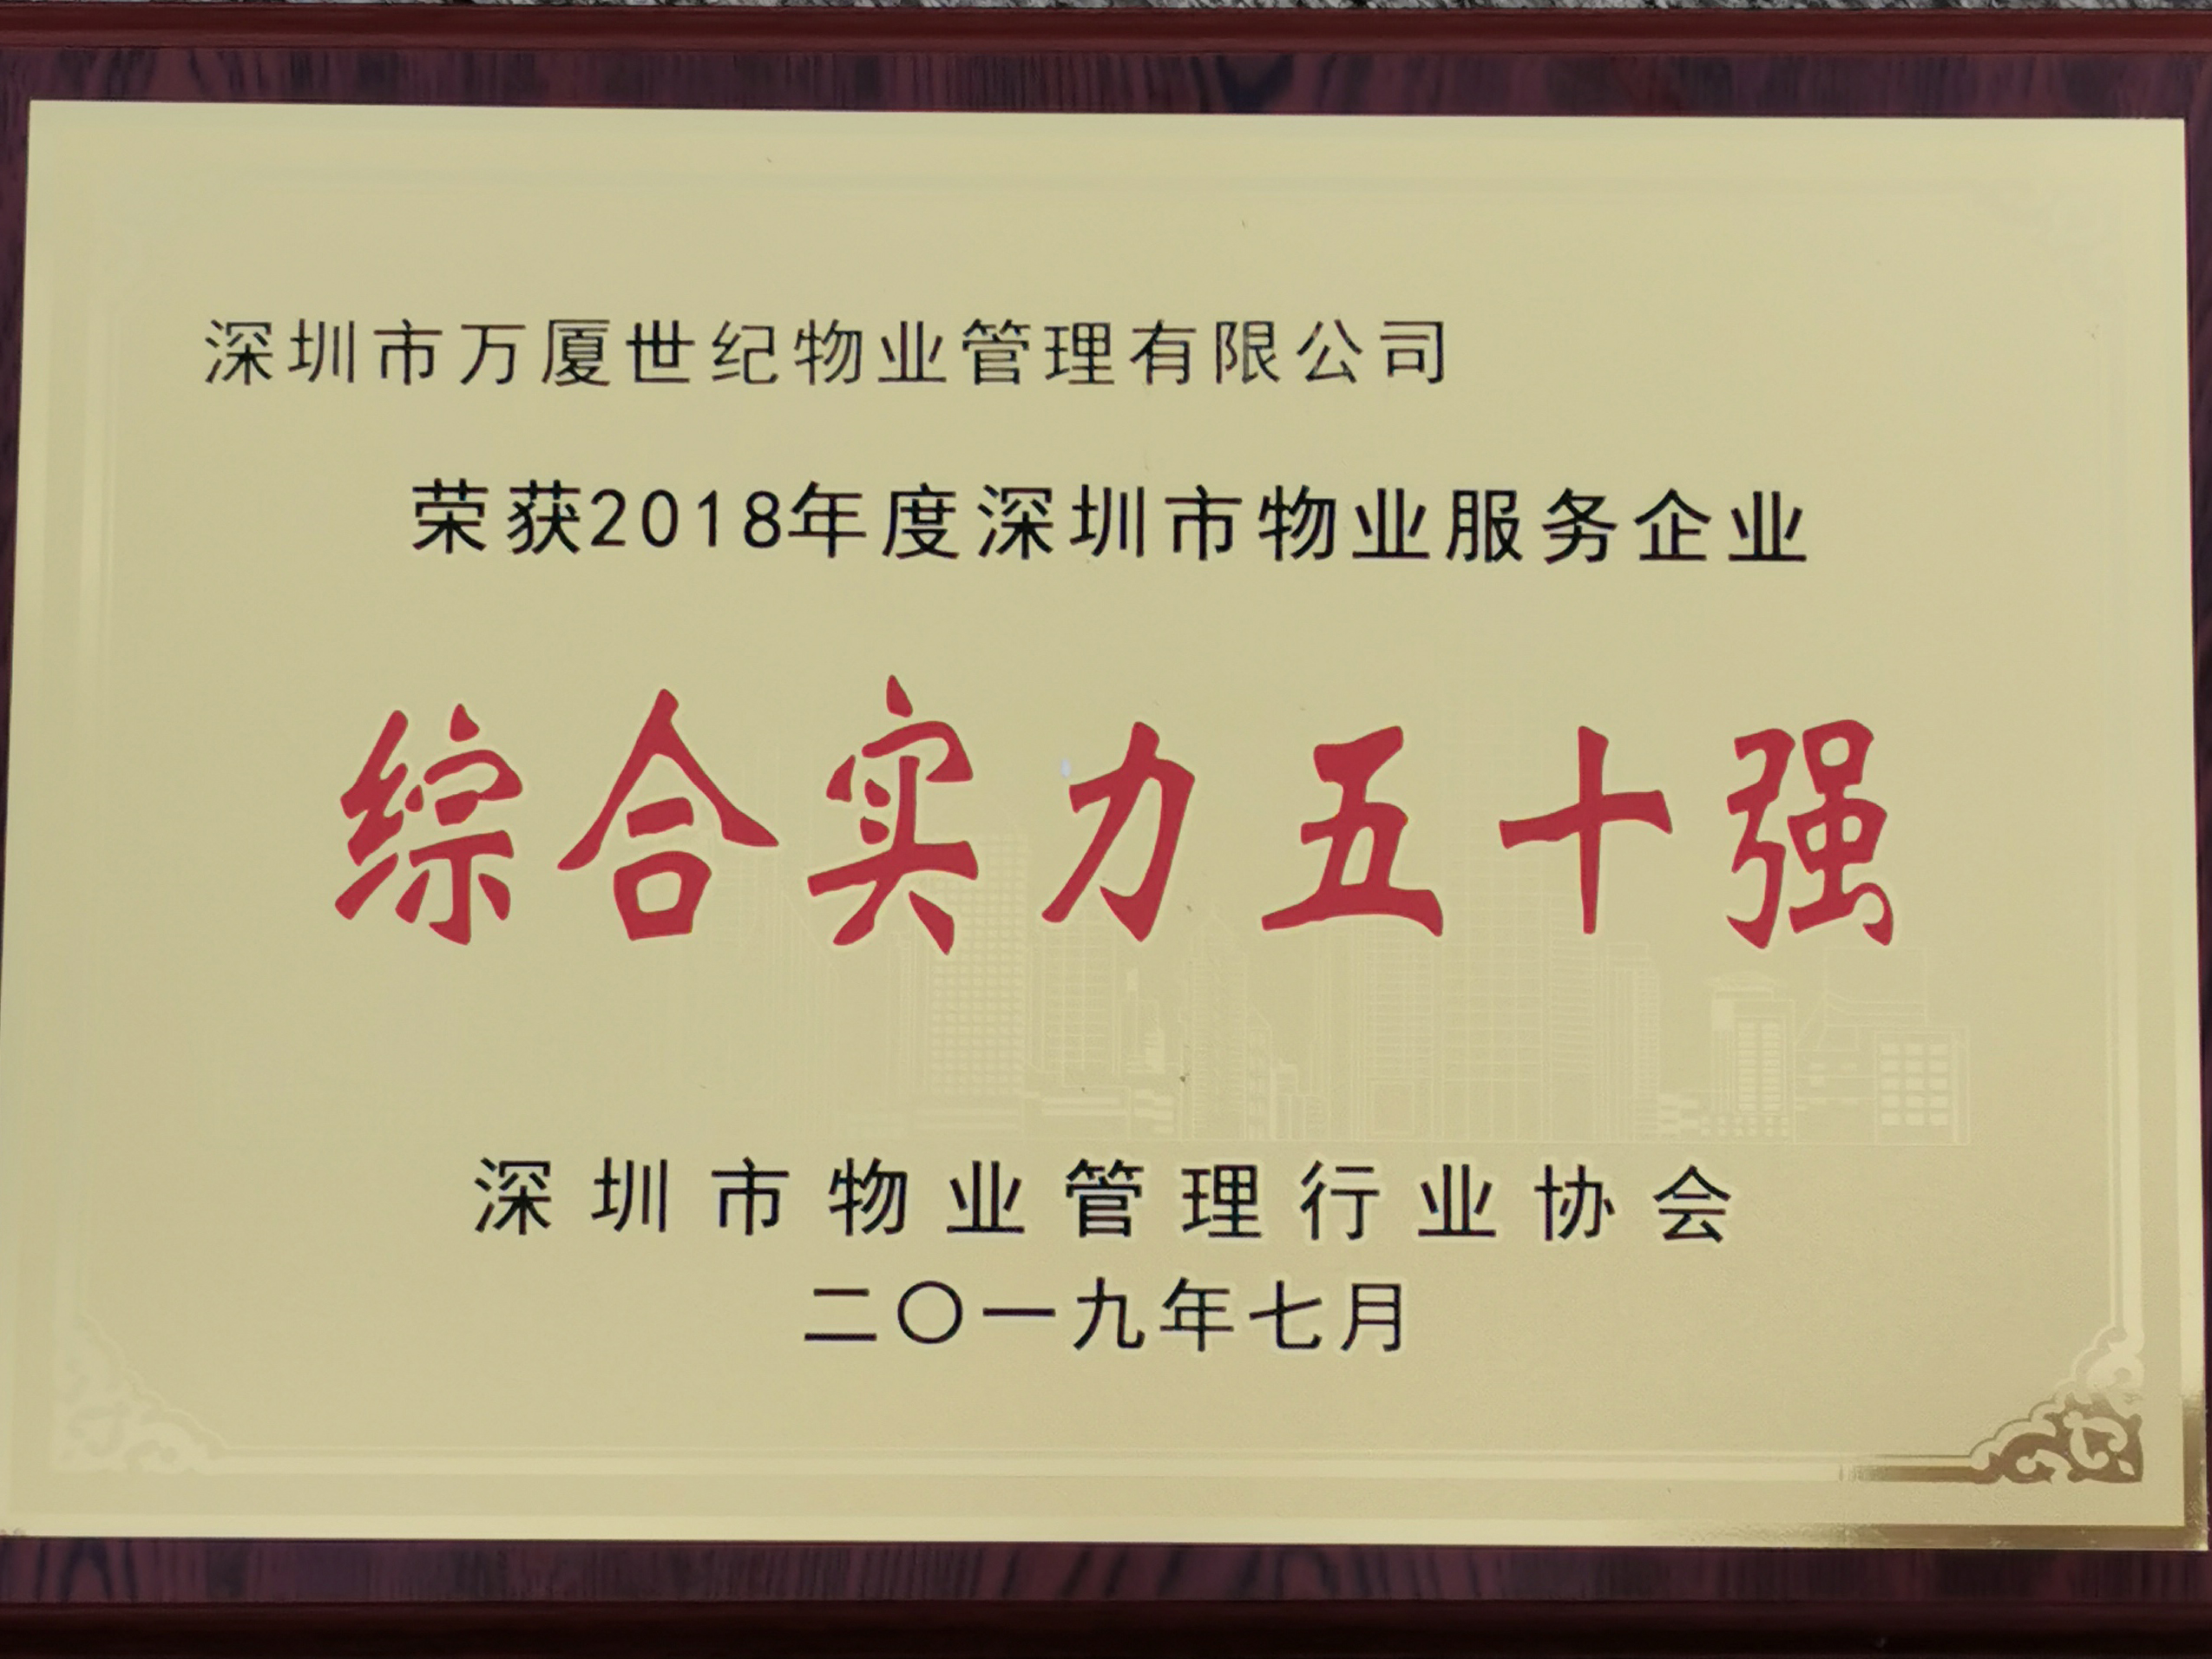 深圳市万厦世纪物业管理有限公司
荣获2018年度深圳市物业服务企业
综合实力五十强
深圳市物业管理行业协会
二〇一九年七月